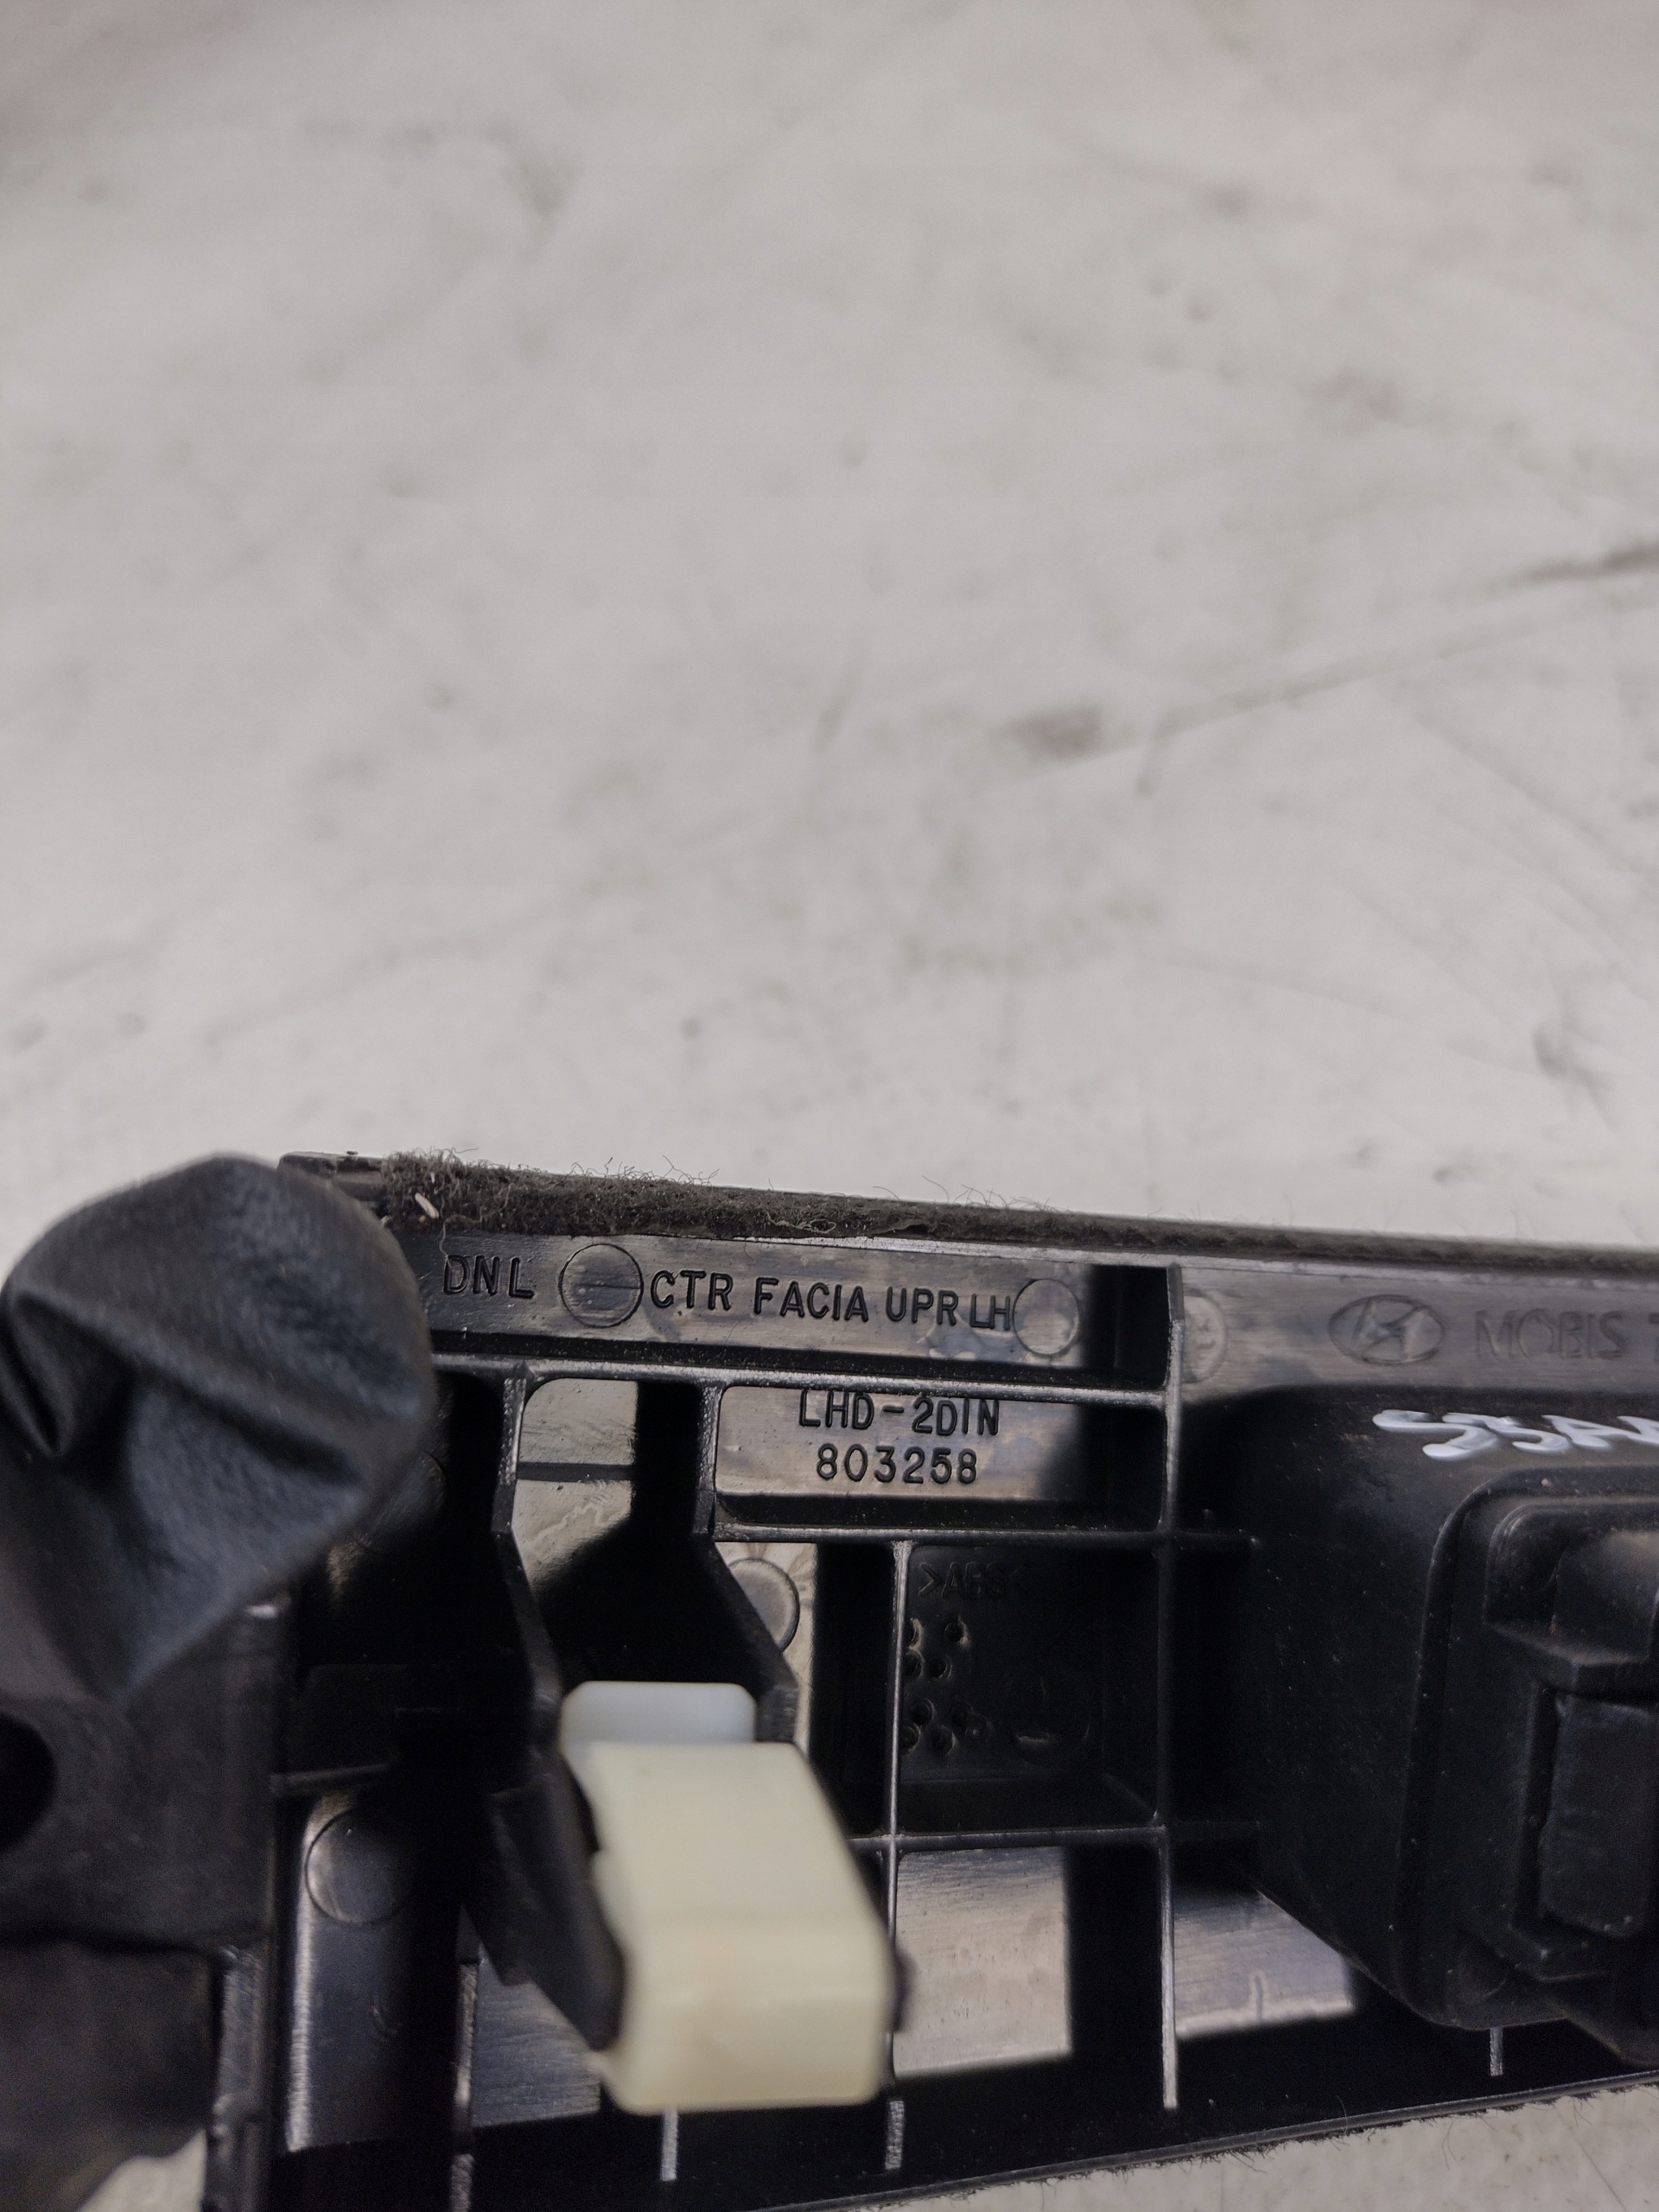 DNL CTR FACIA UPR LH
MOBIS
LHD-2DIN
803258
>ABS<